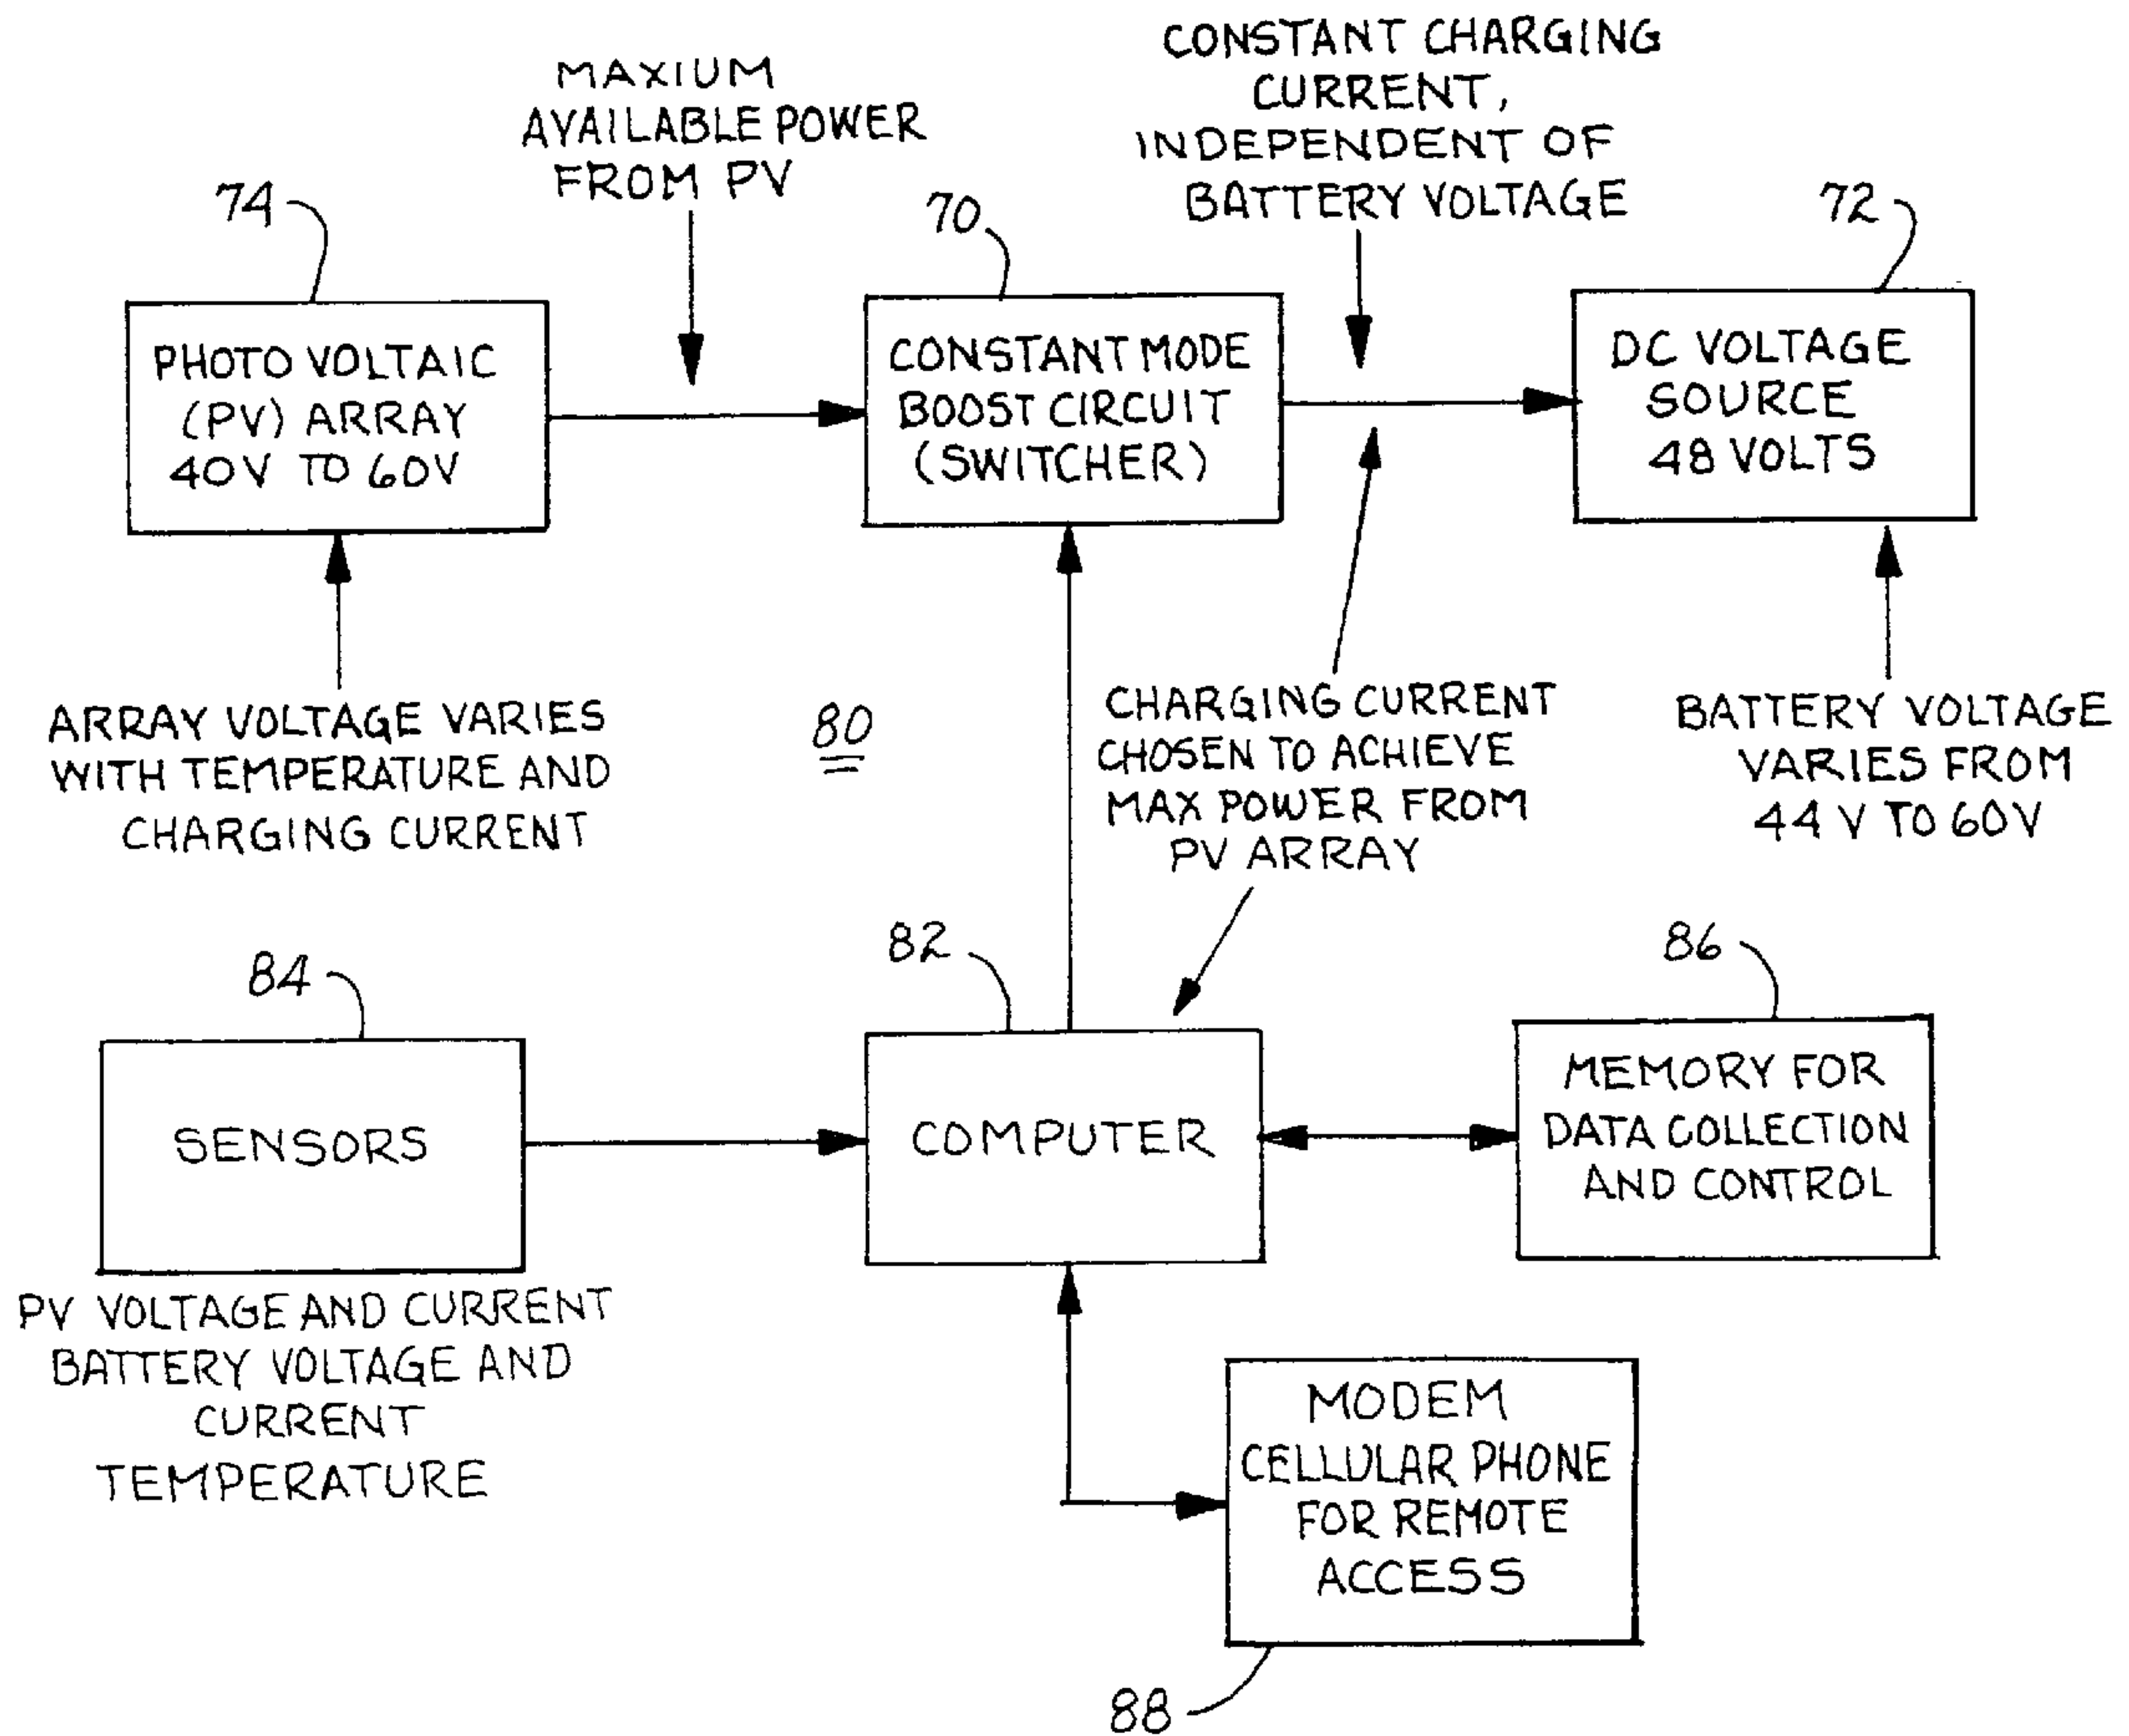 MAXIUM
AVAILABLE POWER
FROM PV
CONSTANT CHARGING
CURRENT,
INDEPENDENT OF
BATTERY VOLTAGE
74
70
72
PHOTO VOLTAIC
(PV) ARRAY
40V TO 60V
CONSTANT MODE
BOOST CIRCUIT
(SWITCHER)
DC VOLTAGE
SOURCE
48 VOLTS
ARRAY VOLTAGE VARIES
WITH TEMPERATURE AND
CHARGING CURRENT
80
CHARGING CURRENT
CHOSEN TO ACHIEVE
MAX POWER FROM
PV ARRAY
BATTERY VOLTAGE
VARIES FROM
44 V TO 60V
84
82
86
SENSORS
COMPUTER
MEMORY FOR
DATA COLLECTION
AND CONTROL
PV VOLTAGE AND CURRENT
BATTERY VOLTAGE AND
CURRENT
TEMPERATURE
MODEM
CELLULAR PHONE
FOR REMOTE
ACCESS
88